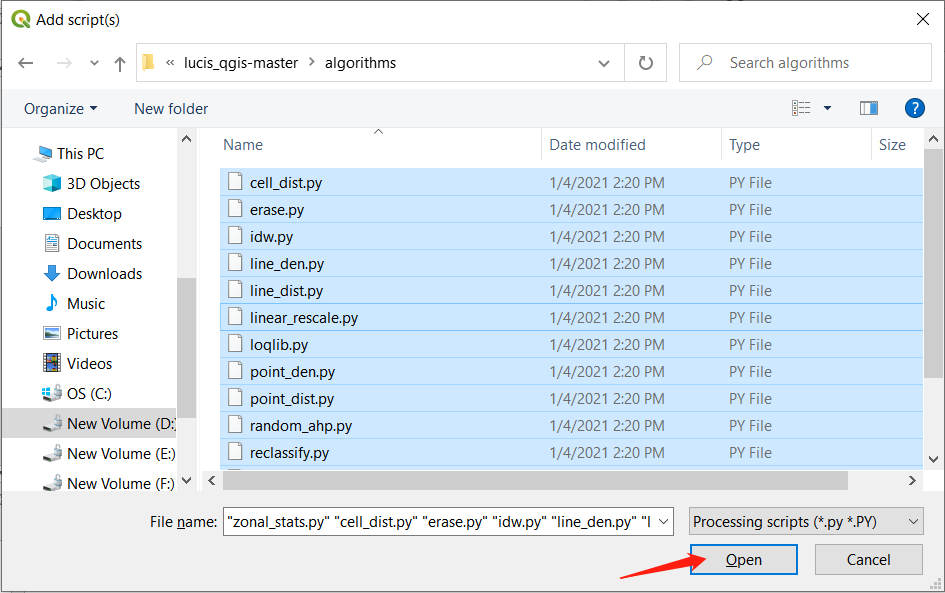 Add script(s)
« lucis_qgis-master > algorithms
Search algorithms
Organize
New folder
?
This PC
3D Objects
Desktop
Documents
Downloads
Music
Pictures
Videos
OS (C:)
New Volume (D:)
New Volume (E:)
New Volume (F:)
Name Date modified Type Size
cell_dist.py 1/4/2021 2:20 PM PY File
erase.py 1/4/2021 2:20 PM PY File
idw.py 1/4/2021 2:20 PM PY File
line_den.py 1/4/2021 2:20 PM PY File
line_dist.py 1/4/2021 2:20 PM PY File
linear_rescale.py 1/4/2021 2:20 PM PY File
loqlib.py 1/4/2021 2:20 PM PY File
point_den.py 1/4/2021 2:20 PM PY File
point_dist.py 1/4/2021 2:20 PM PY File
random_ahp.py 1/4/2021 2:20 PM PY File
reclassify.py 1/4/2021 2:20 PM PY File
File name: "zonal_stats.py" "cell_dist.py" "erase.py" "idw.py" "line_den.py" "l
Processing scripts (*.py *.PY)
Open
Cancel